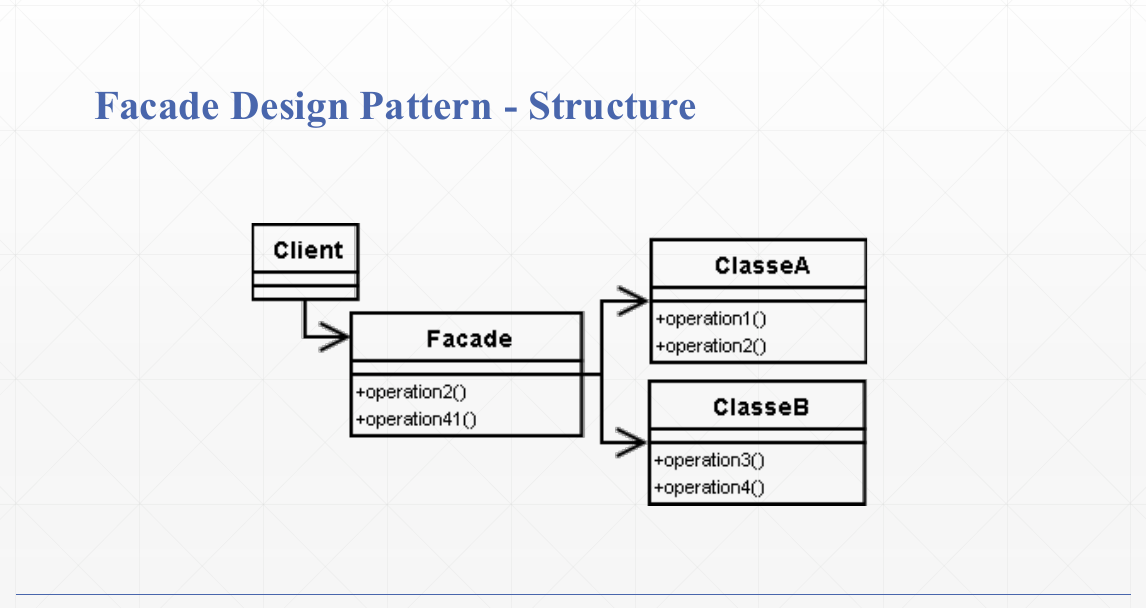 Facade Design Pattern - Structure
Client
Facade
+operation2()
+operation41()
ClasseA
+operation1()
+operation2()
ClasseB
+operation3()
+operation4()